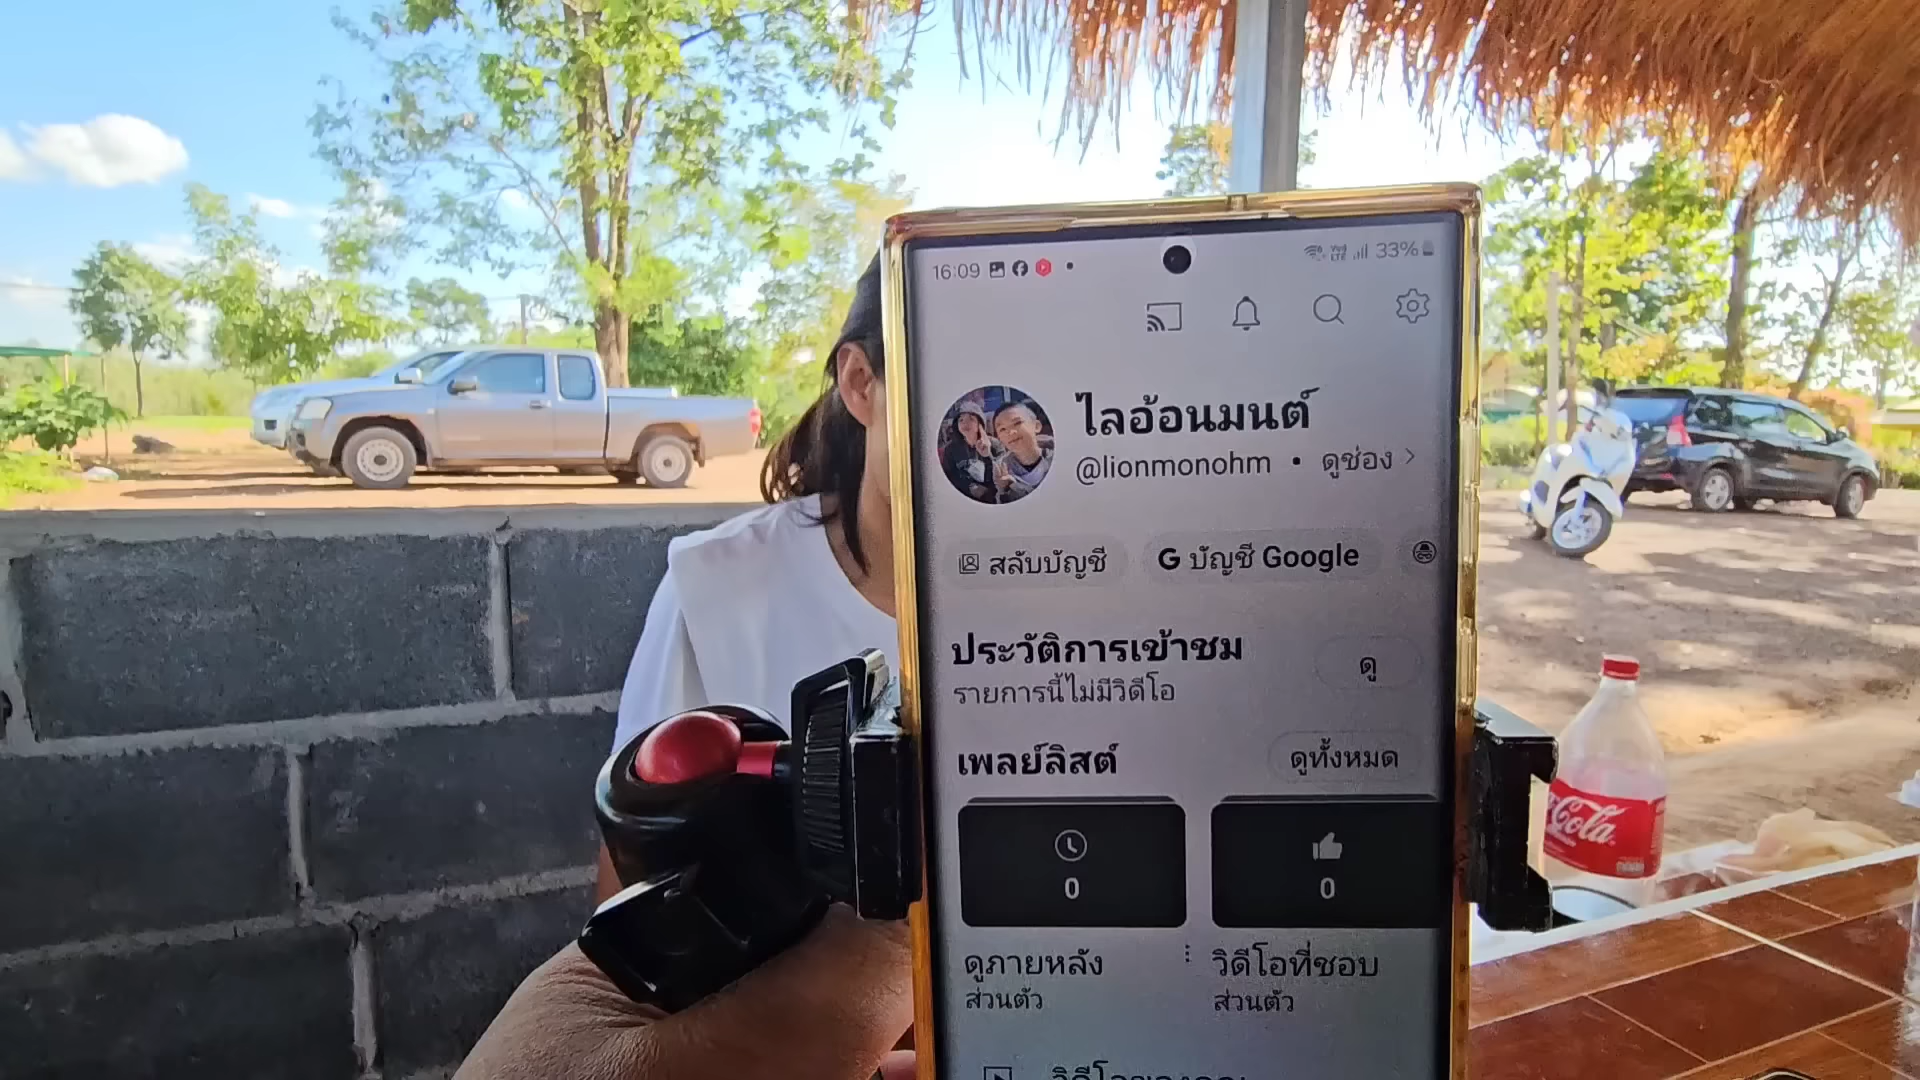 16:09
33%
ไลอ้อนมนต์
@lionmonohm • ดูช่อง >
สลับบัญชี
G บัญชี Google
ประวัติการเข้าชม
ดู
รายการนี้ไม่มีวิดีโอ
เพลย์ลิสต์
ดูทั้งหมด
0
0
ดูภายหลัง
วิดีโอที่ชอบ
ส่วนตัว
ส่วนตัว
Cola